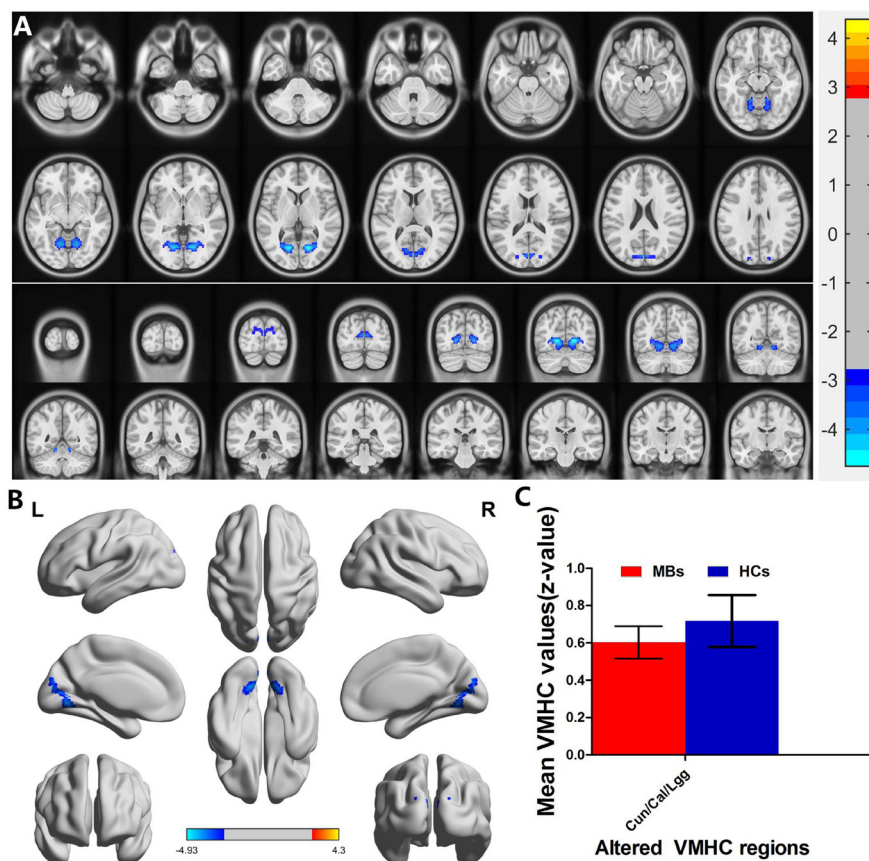 A
4
3
2
1
0
-1
-2
-3
-4
B
L
R
-4.93
4.3
C
Mean VMHC values(z-value)
MBs
HCs
1.0
0.8
0.6
0.4
0.2
0.0
Cun/Cal/Lgg
Altered VMHC regions